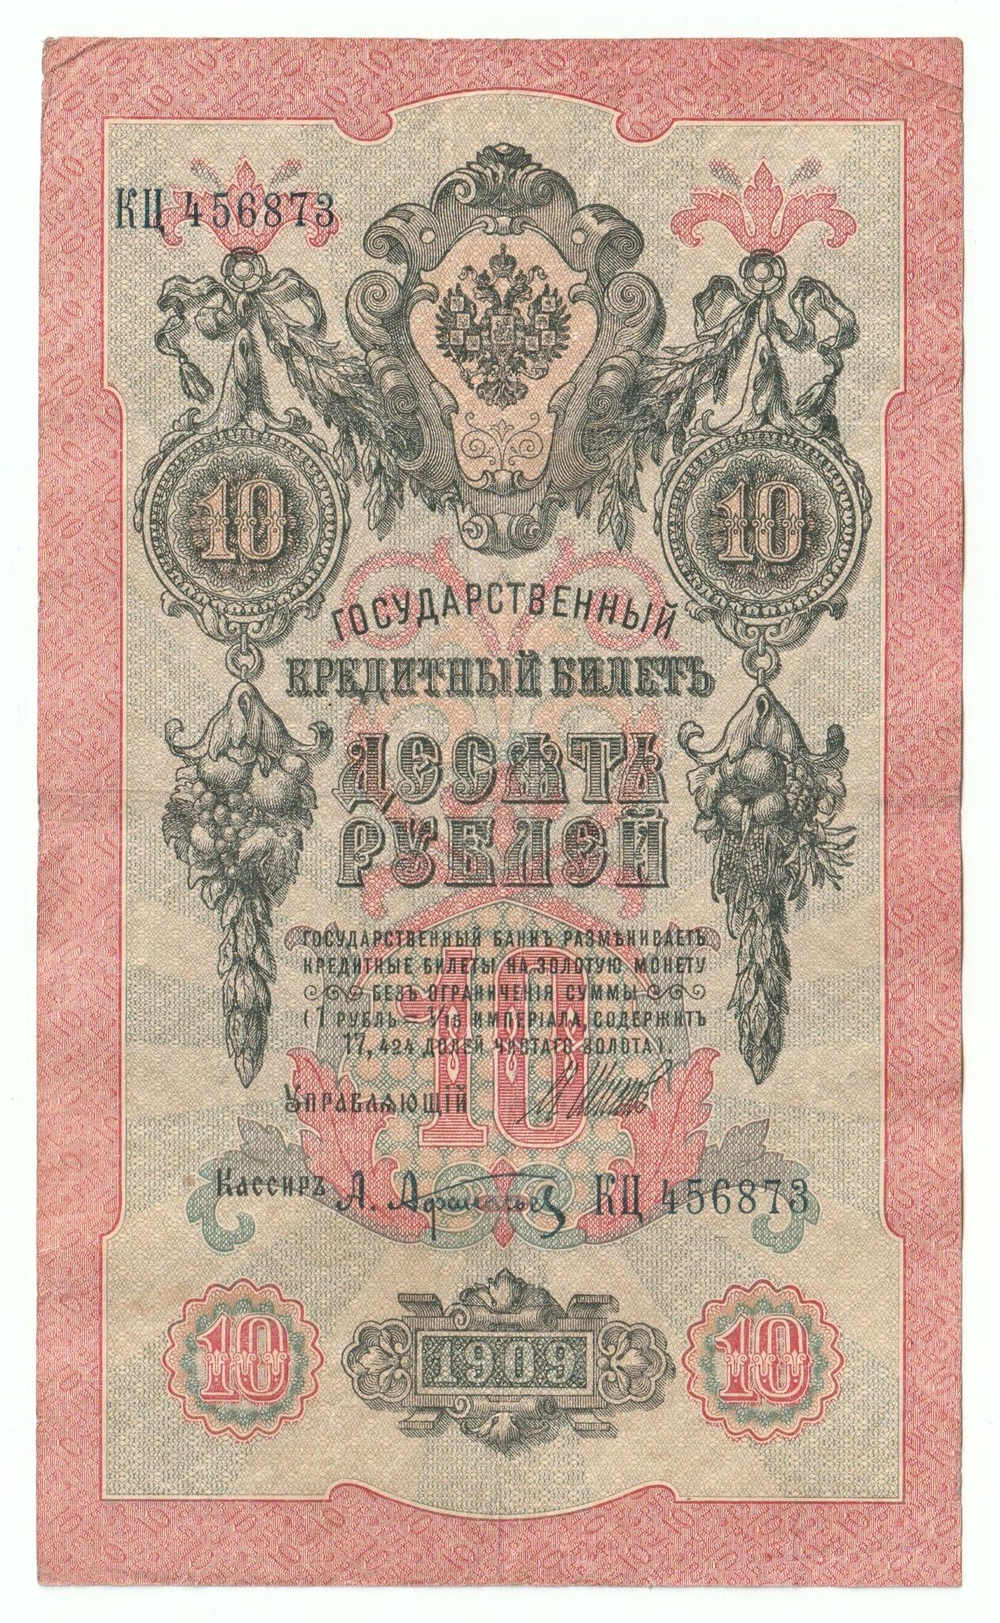 КЦ 456873
10 10
ГОСУДАРСТВЕННЫЙ
КРЕДИТНЫЙ БИЛЕТЪ
ДЕСЯТЬ
РУБЛЕЙ
ГОСУДАРСТВЕННЫЙ БАНКЪ РАЗМѢНИВАЕТЪ
КРЕДИТНЫЕ БИЛЕТЫ НА ЗОЛОТУЮ МОНЕТУ
БЕЗЪ ОГРАНИЧЕНІЯ СУММЫ
(1 РУБЛЬ = 1/15 ИМПЕРІАЛА, СОДЕРЖИТЪ
17,424 ДОЛЕЙ ЧИСТАГО ЗОЛОТА).
10
УПРАВЛЯЮЩІЙ
Кассиръ А. Афанасьев КЦ 456873
10 1909 10